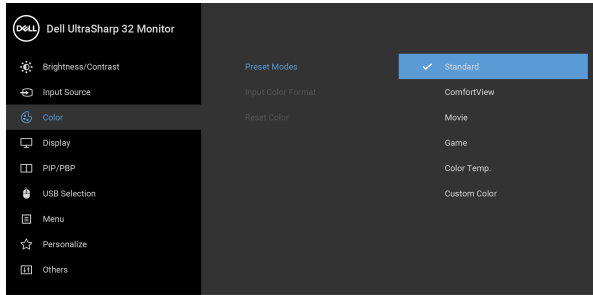 DELL Dell UltraSharp 32 Monitor
Brightness/Contrast Preset Modes Standard
Input Source Input Color Format ComfortView
Color Reset Color Movie
Display Game
PIP/PBP Color Temp.
USB Selection Custom Color
Menu
Personalize
Others